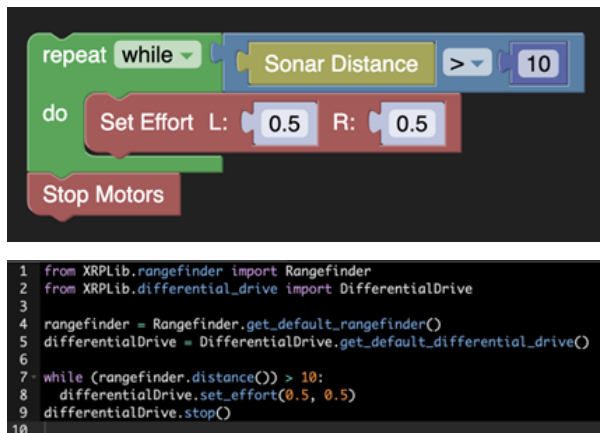 repeat while Sonar Distance > 10
do Set Effort L: 0.5 R: 0.5
Stop Motors
1 from XRPLib.rangefinder import Rangefinder
2 from XRPLib.differential_drive import DifferentialDrive
3
4 rangefinder = Rangefinder.get_default_rangefinder()
5 differentialDrive = DifferentialDrive.get_default_differential_drive()
6
7 while (rangefinder.distance()) > 10:
8   differentialDrive.set_effort(0.5, 0.5)
9 differentialDrive.stop()
10